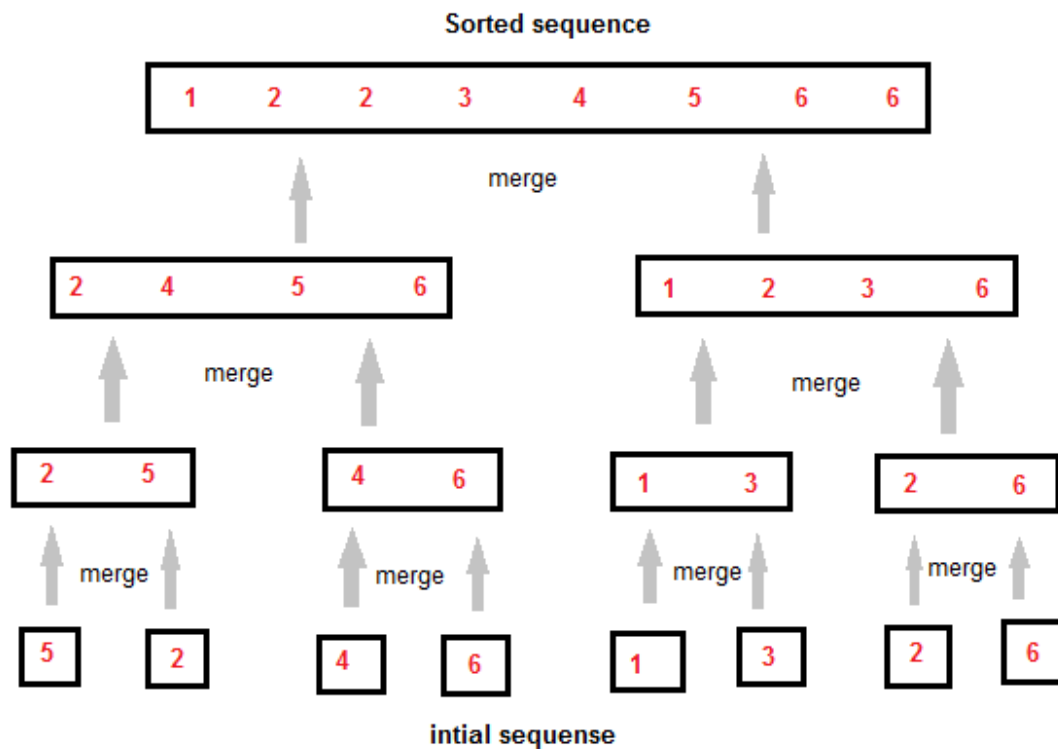 Sorted sequence
1 2 2 3 4 5 6 6
merge
2 4 5 6 1 2 3 6
merge merge
2 5 4 6 1 3 2 6
merge merge merge merge
5 2 4 6 1 3 2 6
intial sequense